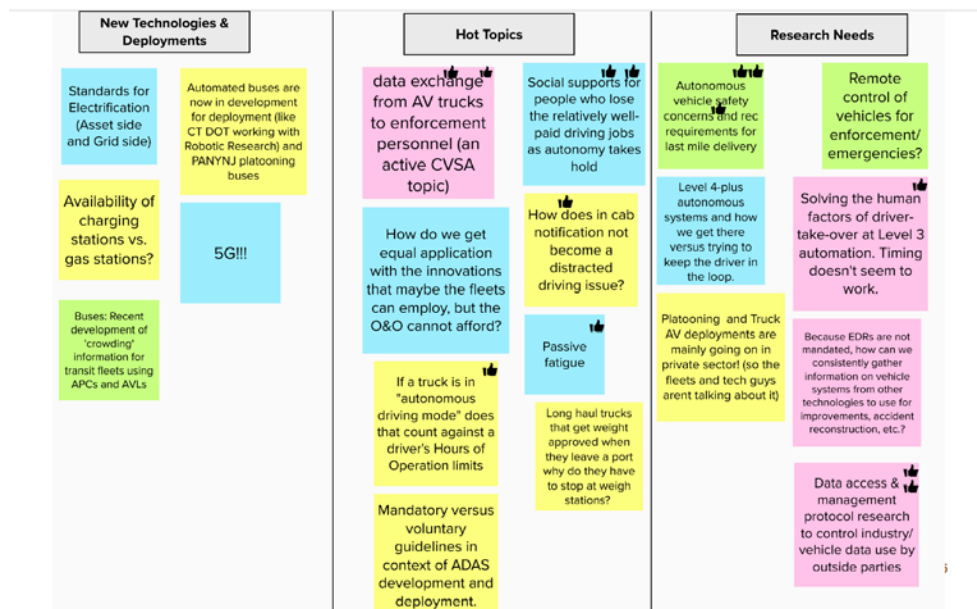 New Technologies &
Deployments
Standards for
Electrification
(Asset side
and Grid side)
Automated buses are
now in development
for deployment (like
CT DOT working with
Robotic Research) and
PANYNJ platooning
buses
Availability of
charging
stations vs.
gas stations?
5G!!!
Buses: Recent
development of
'crowding'
information for
transit fleets using
APCs and AVLs
Hot Topics
data exchange
from AV trucks
to enforcement
personnel (an
active CVSA
topic)
Social supports for
people who lose
the relatively well-
paid driving jobs
as autonomy takes
hold
How do we get
equal application
with the innovations
that maybe the fleets
can employ, but the
O&O cannot afford?
How does in cab
notification not
become a
distracted
driving issue?
Passive
fatigue
If a truck is in
"autonomous
driving mode" does
that count against a
driver's Hours of
Operation limits
Long haul trucks
that get weight
approved when
they leave a port
why do they have
to stop at weigh
stations?
Mandatory versus
voluntary
guidelines in
context of ADAS
development and
deployment.
Research Needs
Autonomous
vehicle safety
concerns and rec
requirements for
last mile delivery
Remote
control of
vehicles for
enforcement/
emergencies?
Level 4-plus
autonomous
systems and how
we get there
versus trying to
keep the driver in
the loop.
Solving the human
factors of driver-
take-over at Level 3
automation. Timing
doesn't seem to
work.
Platooning and Truck
AV deployments are
mainly going on in
private sector! (so the
fleets and tech guys
arent talking about it)
Because EDRs are not
mandated, how can we
consistently gather
information on vehicle
systems from other
technologies to use for
improvements, accident
reconstruction, etc.?
Data access &
management
protocol research
to control industry/
vehicle data use by
outside parties